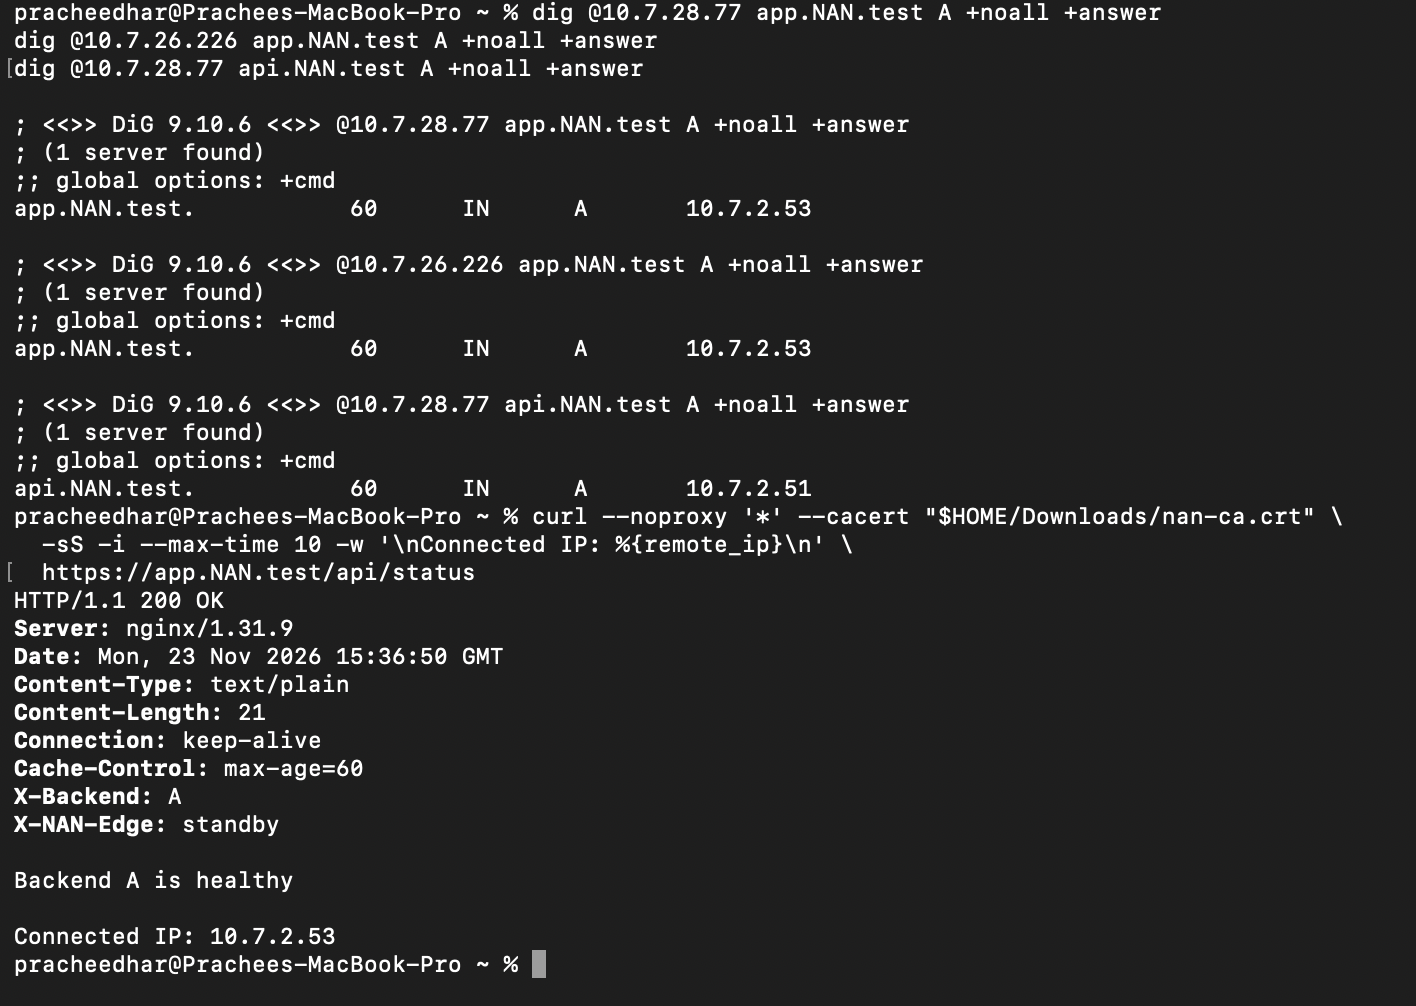 pracheedhar@Prachees-MacBook-Pro ~ % dig @10.7.28.77 app.NAN.test A +noall +answer
dig @10.7.26.226 app.NAN.test A +noall +answer
[dig @10.7.28.77 api.NAN.test A +noall +answer
; <<>> DiG 9.10.6 <<>> @10.7.28.77 app.NAN.test A +noall +answer
; (1 server found)
;; global options: +cmd
app.NAN.test. 60 IN A 10.7.2.53
; <<>> DiG 9.10.6 <<>> @10.7.26.226 app.NAN.test A +noall +answer
; (1 server found)
;; global options: +cmd
app.NAN.test. 60 IN A 10.7.2.53
; <<>> DiG 9.10.6 <<>> @10.7.28.77 api.NAN.test A +noall +answer
; (1 server found)
;; global options: +cmd
api.NAN.test. 60 IN A 10.7.2.51
pracheedhar@Prachees-MacBook-Pro ~ % curl --noproxy '*' --cacert "$HOME/Downloads/nan-ca.crt" \
-sS -i --max-time 10 -w '\nConnected IP: %{remote_ip}\n' \
[ https://app.NAN.test/api/status
HTTP/1.1 200 OK
Server: nginx/1.31.9
Date: Mon, 23 Nov 2026 15:36:50 GMT
Content-Type: text/plain
Content-Length: 21
Connection: keep-alive
Cache-Control: max-age=60
X-Backend: A
X-NAN-Edge: standby
Backend A is healthy
Connected IP: 10.7.2.53
pracheedhar@Prachees-MacBook-Pro ~ %